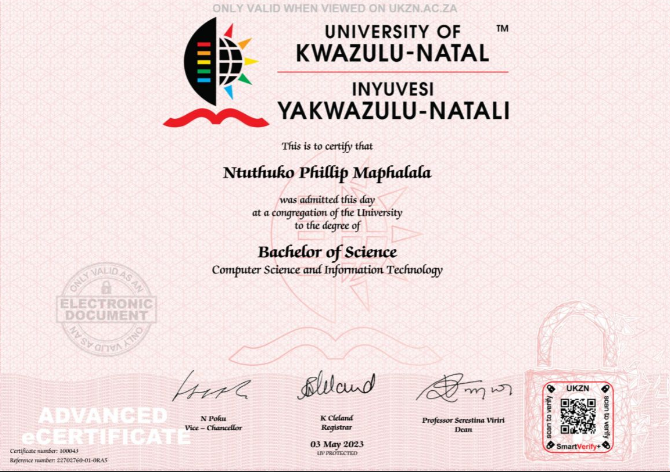 ONLY VALID WHEN VIEWED ON UKZN.AC.ZA
UNIVERSITY OF
KWAZULU-NATAL
TM
INYUVESI
YAKWAZULU-NATALI
This is to certify that
Ntuthuko Phillip Maphalala
was admitted this day
at a congregation of the University
to the degree of
Bachelor of Science
Computer Science and Information Technology
ONLY VALID AS AN
ELECTRONIC
DOCUMENT
ONLY VALID AS AN
N Poku
Vice – Chancellor
K Cleland
Registrar
Professor Serestina Viriri
Dean
03 May 2023
UV PROTECTED
ADVANCED
eCERTIFICATE
Certificate number: 100043
Reference number: 22702760-01-0RA5
UKZN
scan to verify
scan to verify
SmartVerify+